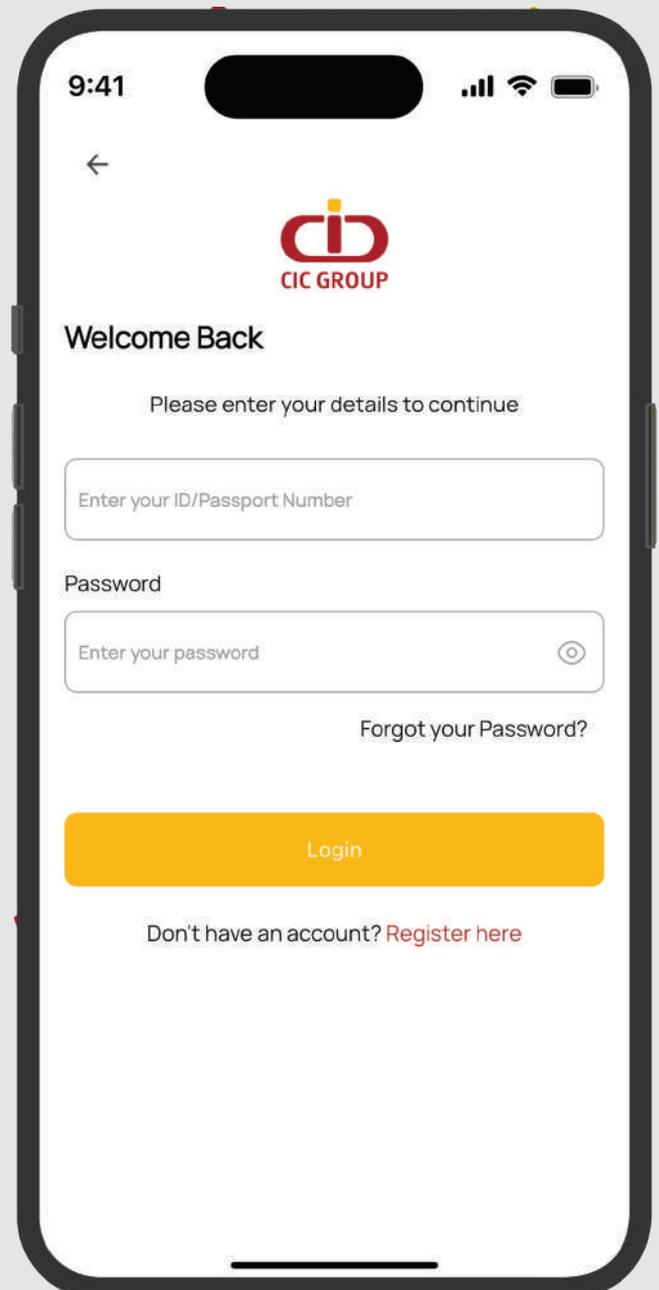 9:41
CIC GROUP
Welcome Back
Please enter your details to continue
Enter your ID/Passport Number
Password
Enter your password
Forgot your Password?
Login
Don't have an account? Register here